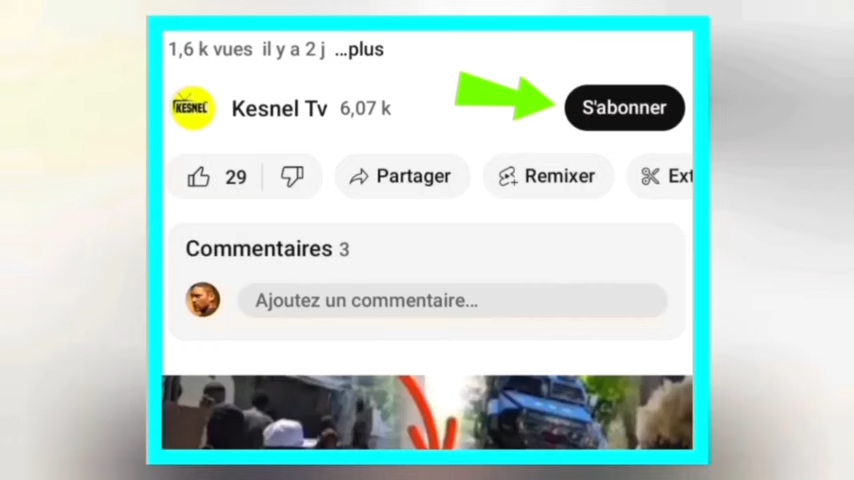 1,6 k vues il y a 2 j ...plus
KESNEL
Kesnel Tv 6,07 k
S'abonner
29
Partager
Remixer
Ext
Commentaires 3
Ajoutez un commentaire...